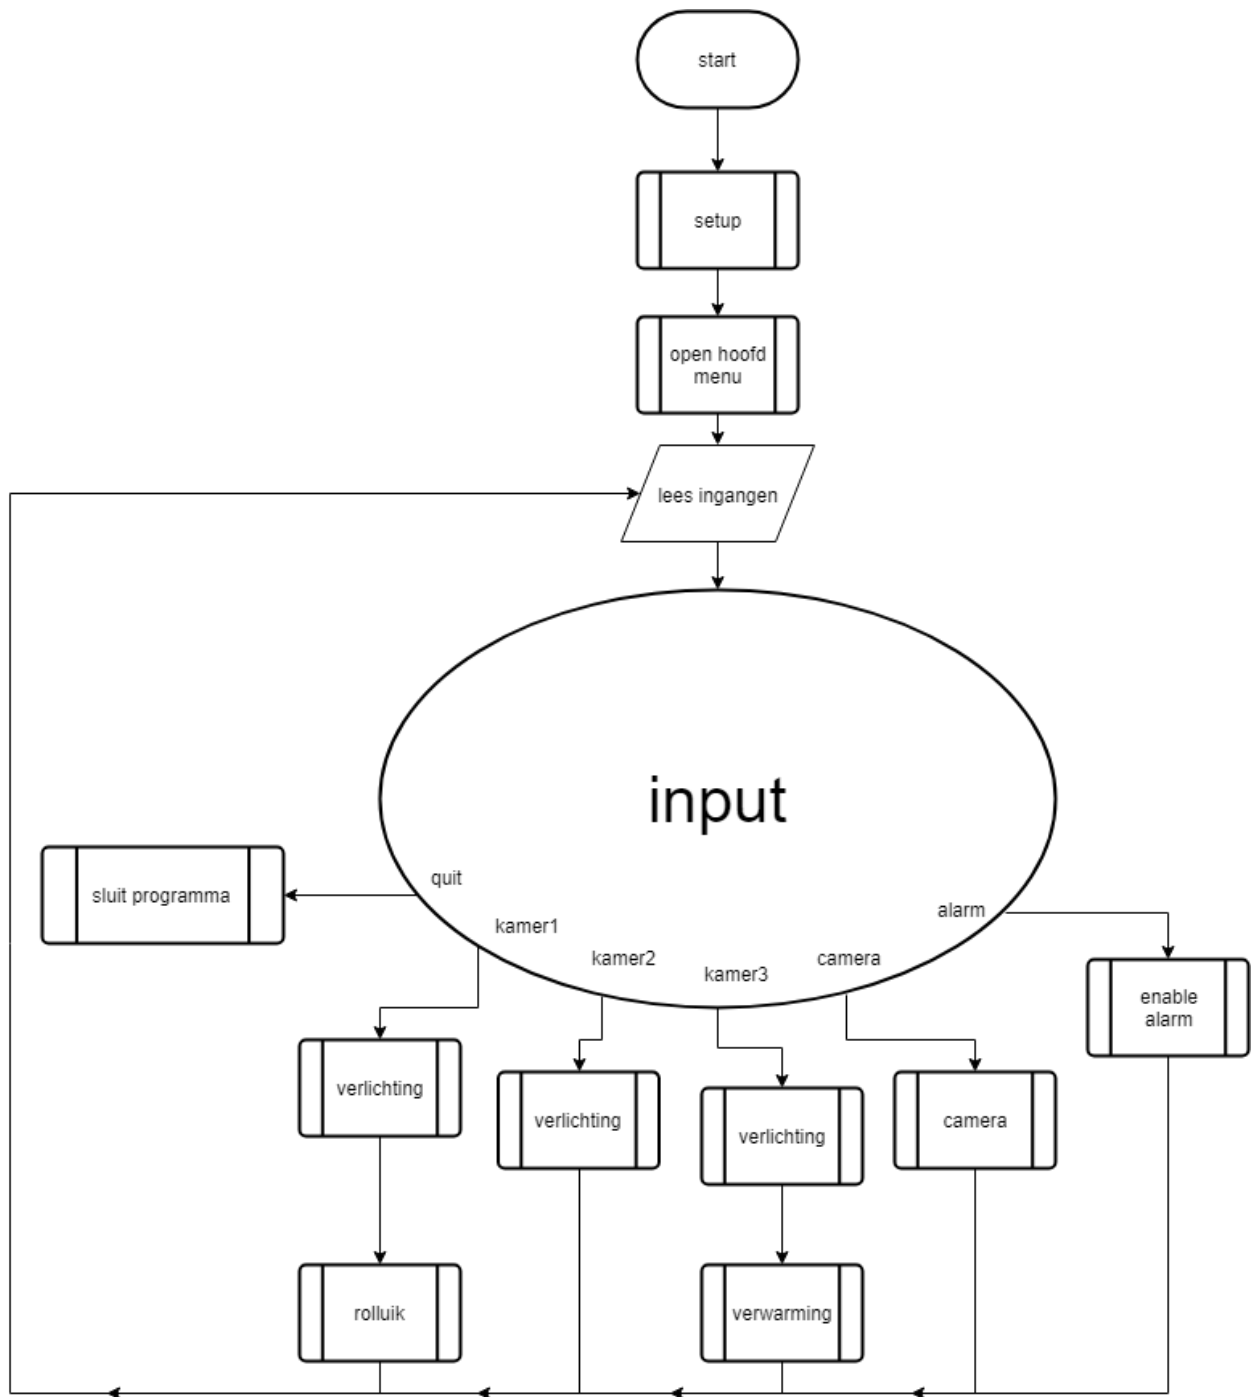 start
setup
open hoofd
menu
lees ingangen
input
quit
kamer1
kamer2
kamer3
camera
alarm
sluit programma
enable
alarm
verlichting
verlichting
verlichting
camera
rolluik
verwarming